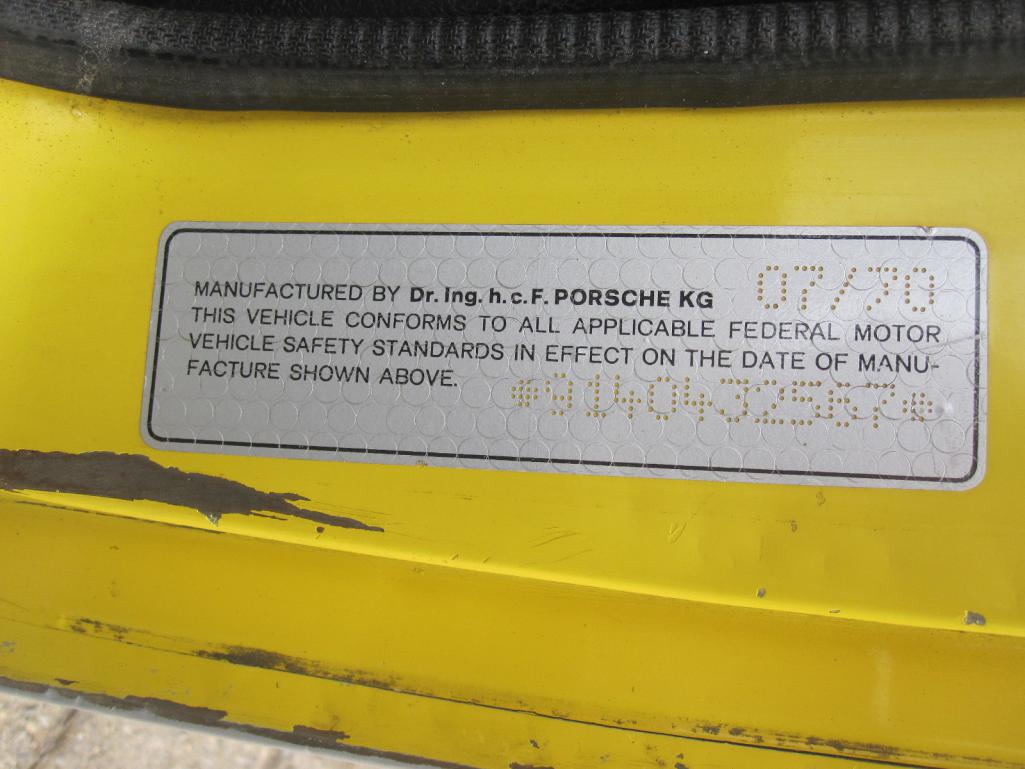 MANUFACTURED BY Dr. Ing. h. c. F. PORSCHE KG 07/70
THIS VEHICLE CONFORMS TO ALL APPLICABLE FEDERAL MOTOR
VEHICLE SAFETY STANDARDS IN EFFECT ON THE DATE OF MANU-
FACTURE SHOWN ABOVE.